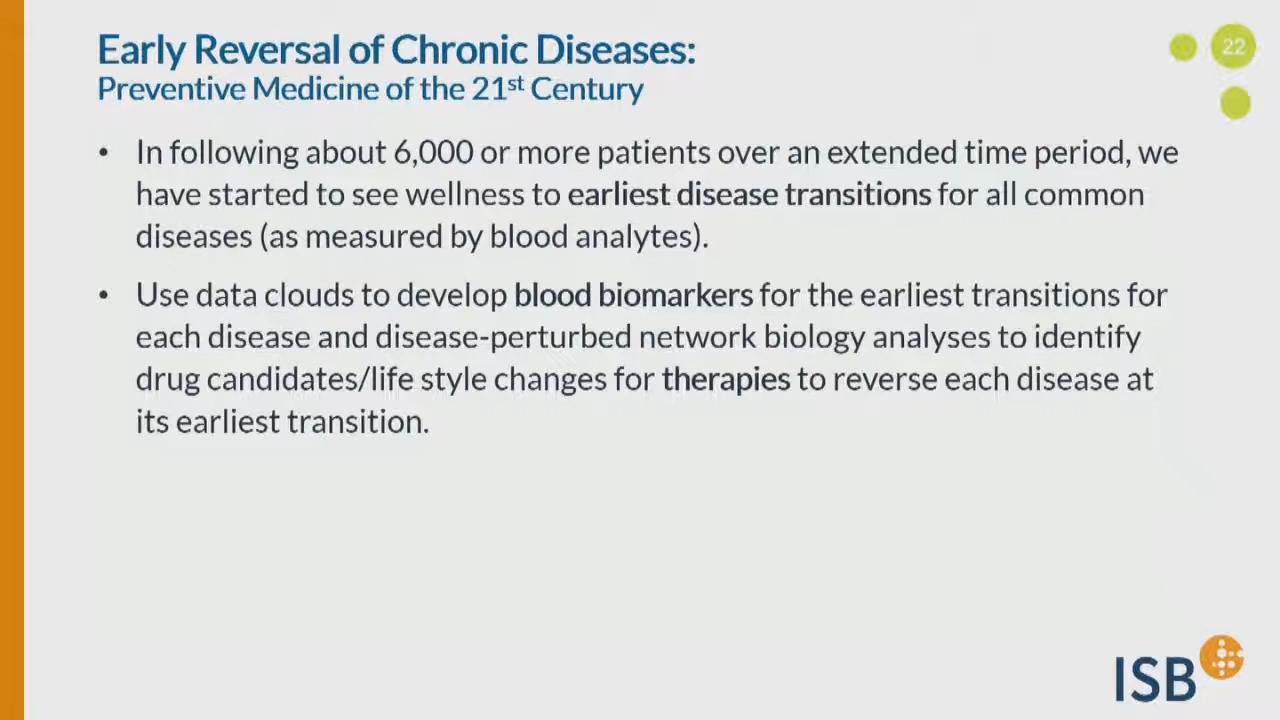 Early Reversal of Chronic Diseases:
22
Preventive Medicine of the 21st Century
• In following about 6,000 or more patients over an extended time period, we
have started to see wellness to earliest disease transitions for all common
diseases (as measured by blood analytes).
• Use data clouds to develop blood biomarkers for the earliest transitions for
each disease and disease-perturbed network biology analyses to identify
drug candidates/life style changes for therapies to reverse each disease at
its earliest transition.
ISB